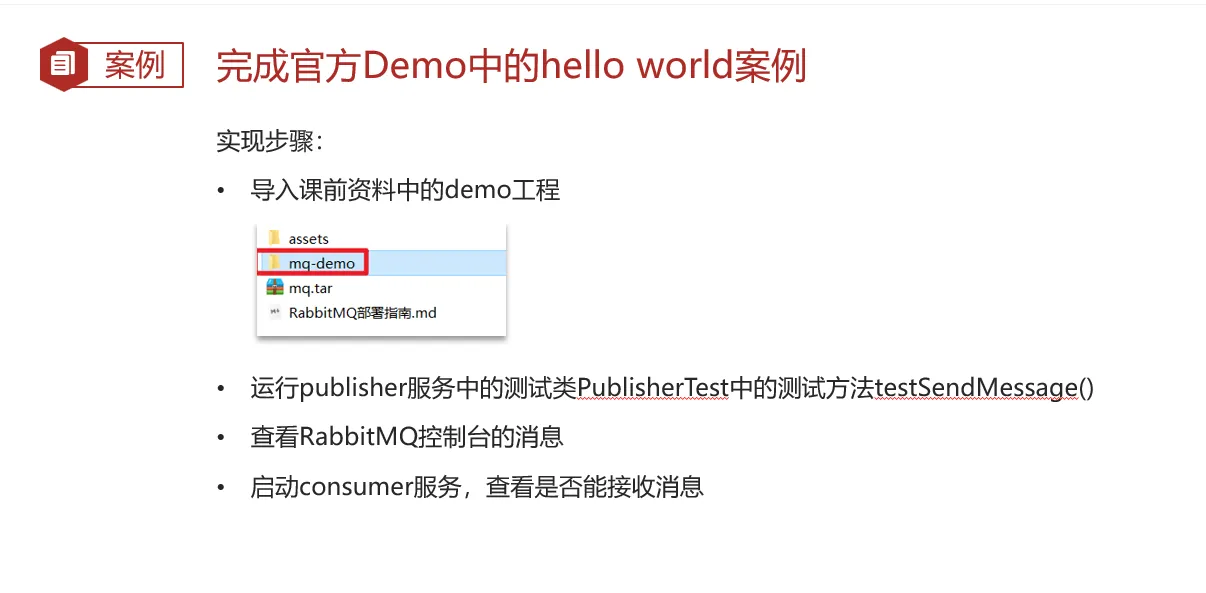 案例
完成官方Demo中的hello world案例
实现步骤：
• 导入课前资料中的demo工程
assets
mq-demo
mq.tar
RabbitMQ部署指南.md
• 运行publisher服务中的测试类PublisherTest中的测试方法testSendMessage()
• 查看RabbitMQ控制台的消息
• 启动consumer服务，查看是否能接收消息